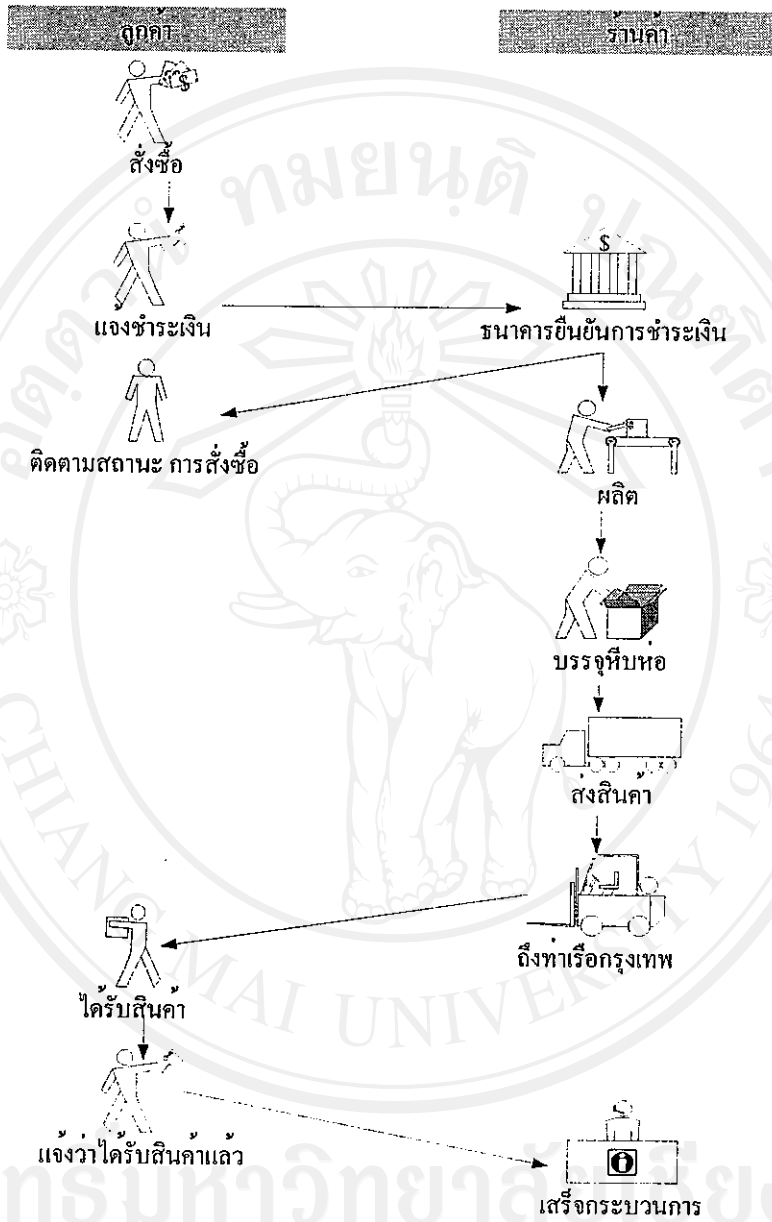 ลูกค้า
ร้านค้า
สั่งซื้อ
แจ้งชำระเงิน
ธนาคารยืนยันการชำระเงิน
ติดตามสถานะ การสั่งซื้อ
ผลิต
บรรจุหีบห่อ
ส่งสินค้า
ถึงท่าเรือกรุงเทพ
ได้รับสินค้า
แจ้งว่าได้รับสินค้าแล้ว
เสร็จกระบวนการ
$
$
CHIANG MAI UNIVERSITY 1964